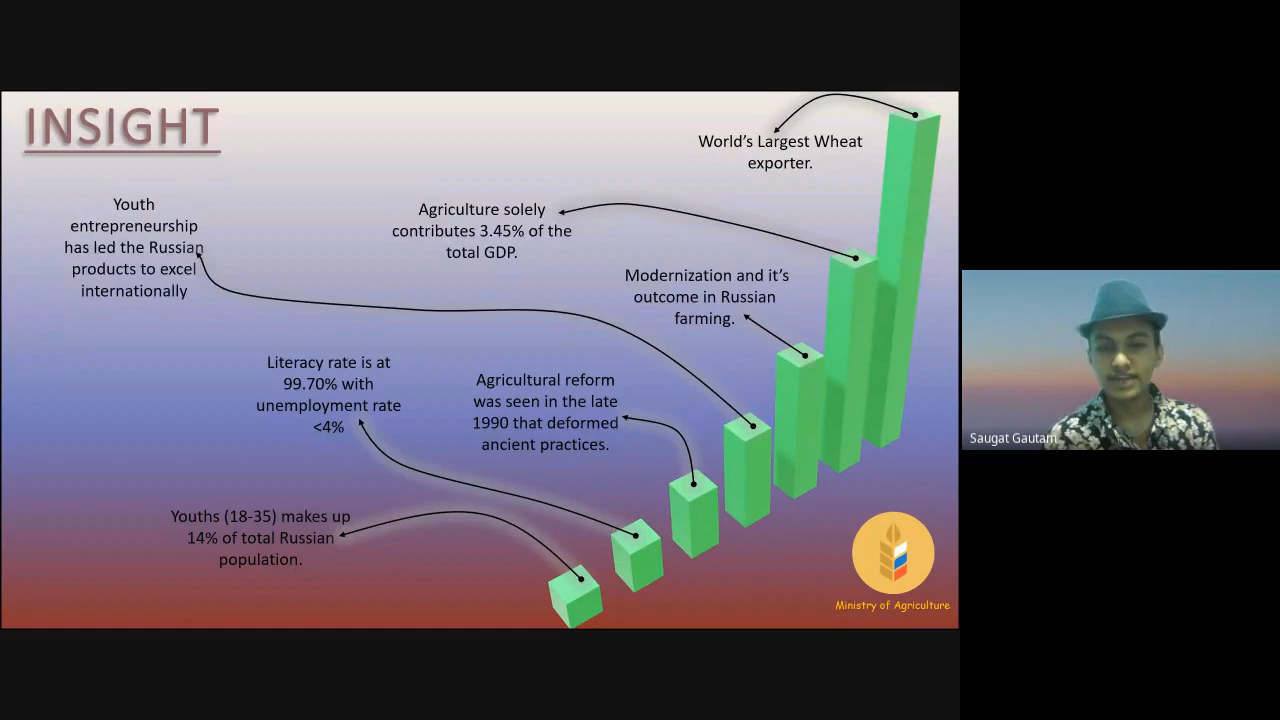 INSIGHT
World's Largest Wheat
exporter.
Youth
entrepreneurship
has led the Russian
products to excel
internationally
Agriculture solely
contributes 3.45% of the
total GDP.
Modernization and it's
outcome in Russian
farming.
Literacy rate is at
99.70% with
unemployment rate
<4%
Agricultural reform
was seen in the late
1990 that deformed
ancient practices.
Youths (18-35) makes up
14% of total Russian
population.
Ministry of Agriculture
Saugat Gautam